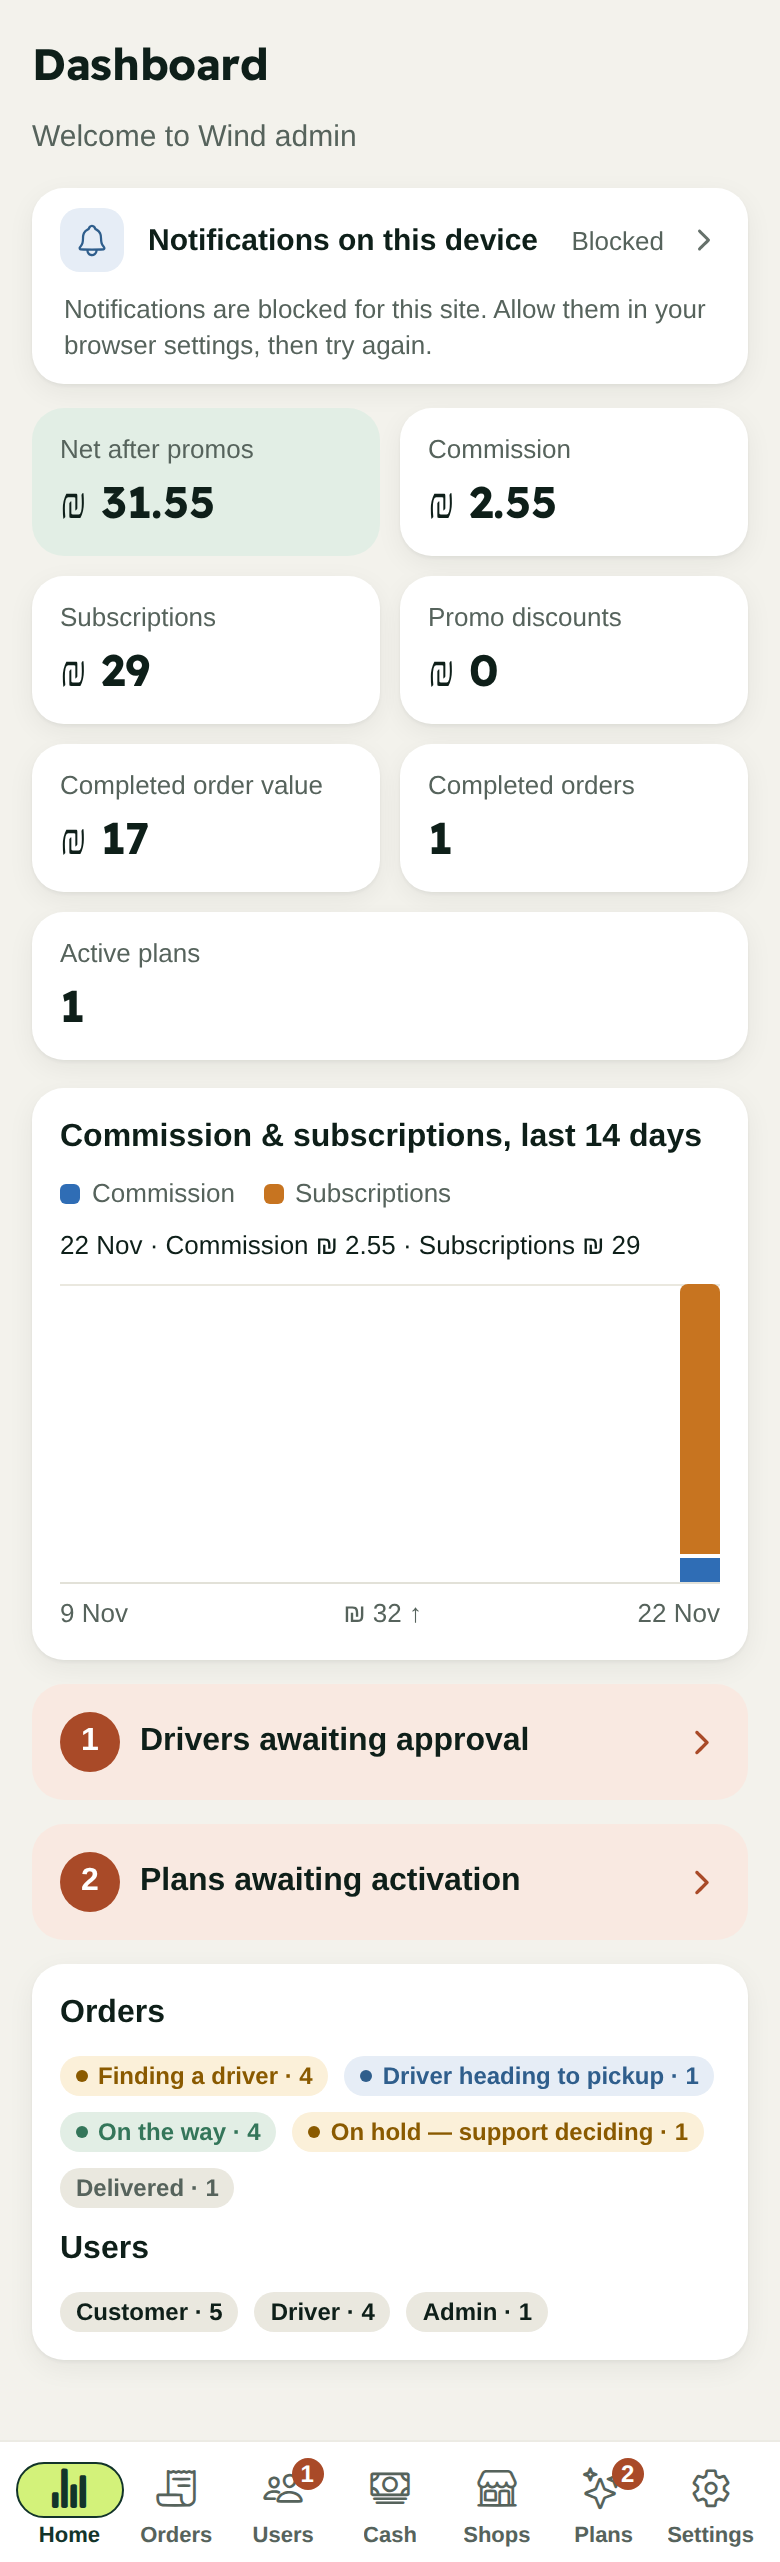 Dashboard
Welcome to Wind admin
Notifications on this device Blocked
Notifications are blocked for this site. Allow them in your
browser settings, then try again.
Net after promos
₪ 31.55
Commission
₪ 2.55
Subscriptions
₪ 29
Promo discounts
₪ 0
Completed order value
₪ 17
Completed orders
1
Active plans
1
Commission & subscriptions, last 14 days
Commission Subscriptions
22 Nov · Commission ₪ 2.55 · Subscriptions ₪ 29
9 Nov ₪ 32 ↑ 22 Nov
1 Drivers awaiting approval
2 Plans awaiting activation
Orders
Finding a driver · 4 Driver heading to pickup · 1
On the way · 4 On hold — support deciding · 1
Delivered · 1
Users
Customer · 5 Driver · 4 Admin · 1
1 2
Home Orders Users Cash Shops Plans Settings